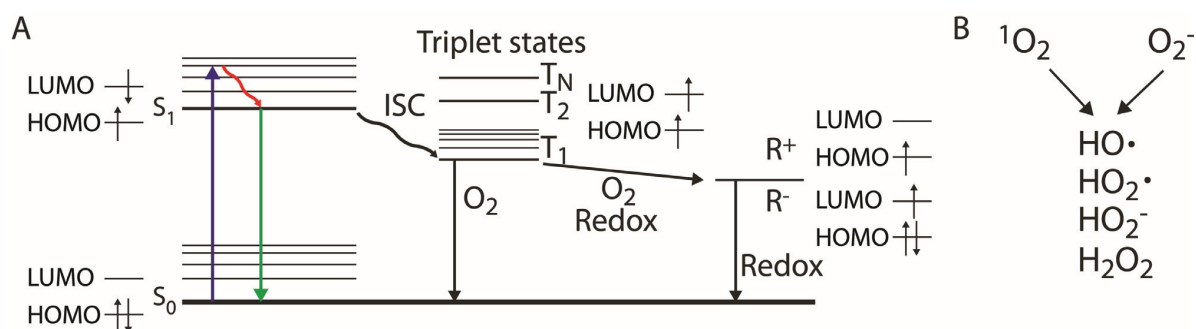 A
Triplet states
LUMO
HOMO
S₁
ISC
T_N
T₂
T₁
LUMO
HOMO
O₂
O₂
Redox
R⁺
R⁻
LUMO
HOMO
LUMO
HOMO
Redox
LUMO
HOMO
S₀
B
¹O₂
O₂⁻
HO•
HO₂•
HO₂⁻
H₂O₂